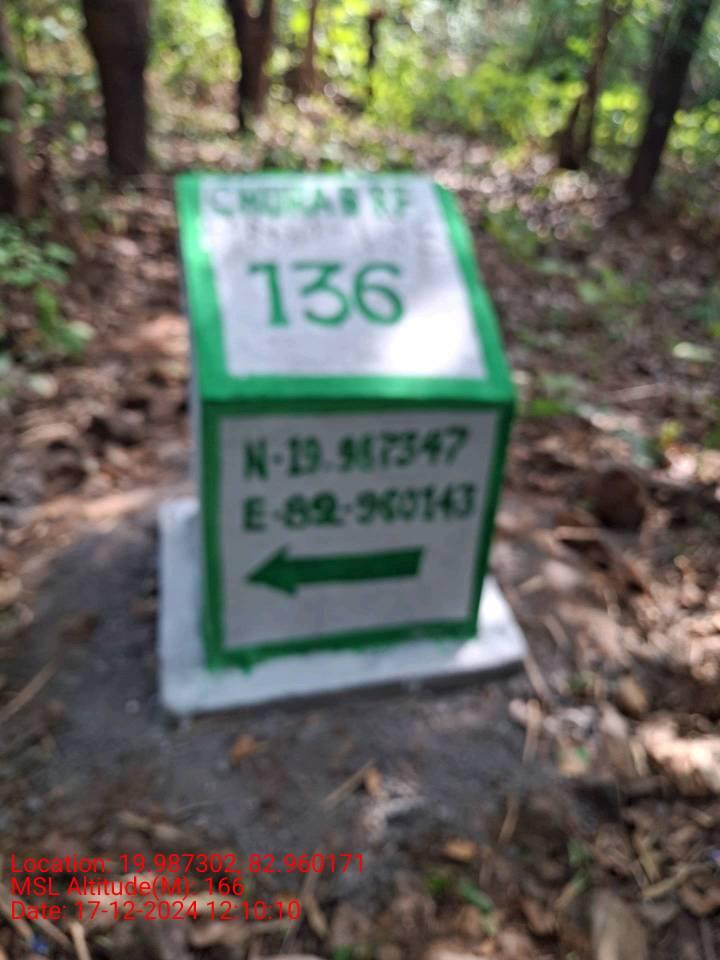 136
N-19.987347
E-82.960143
Location: 19.987302, 82.960171
MSL Altitude(M): 166
Date: 17-12-2024 12:10:10